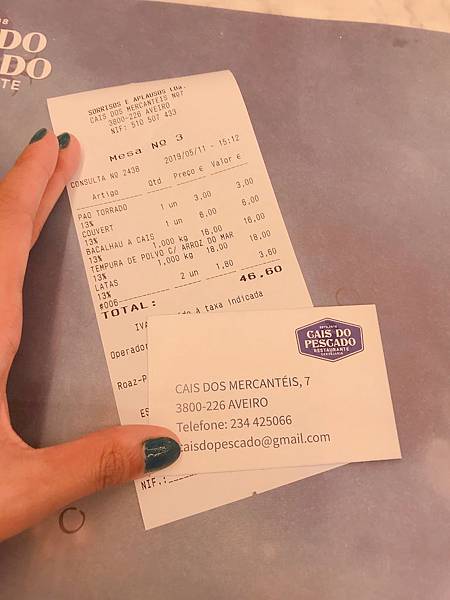 DO
CADO
NTE
SORRISOS E APLAUSOS LDA.
CAIS DOS MERCANTEIS Nº7
3800-226 AVEIRO
NIF: 510 507 433
Mesa Nº 3
CONSULTA Nº 2438 2019/05/11 - 15:12
Artigo Qtd Preço € Valor €
PAO TORRADO
13% 1 un 3,00 3,00
COUVERT
13% 1 un 6,00 6,00
BACALHAU A CAIS
13% 1,000 kg 16,00 16,00
TEMPURA DE POLVO C/ ARROZ DO MAR
13% 1,000 kg 18,00 18,00
LATAS
13% 2 un 1,80 3,60
#006
TOTAL: 46,60
IVA à taxa indicada
Operador
Roaz-P
ES
NIF.:
CAIS DO
PESCADO
RESTAURANTE
CAIS DOS MERCANTÉIS, 7
3800-226 AVEIRO
Telefone: 234 425066
caisdopescado@gmail.com